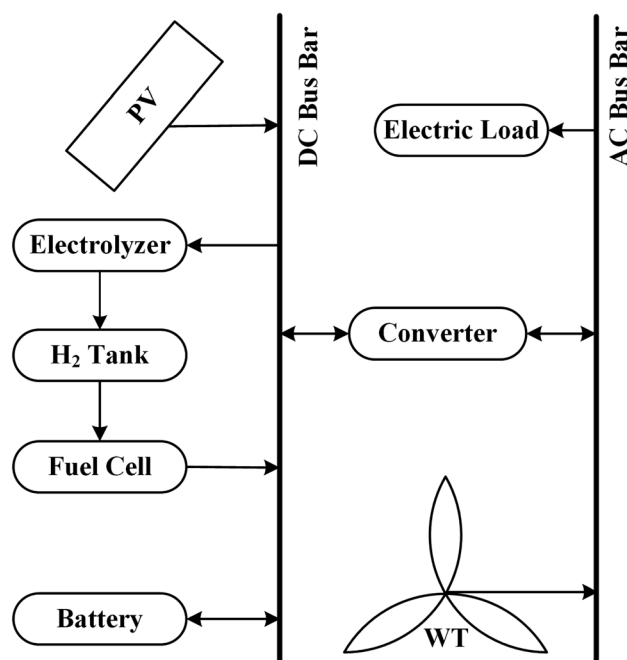 PV
DC Bus Bar
Electric Load
AC Bus Bar
Electrolyzer
H₂ Tank
Converter
Fuel Cell
Battery
WT